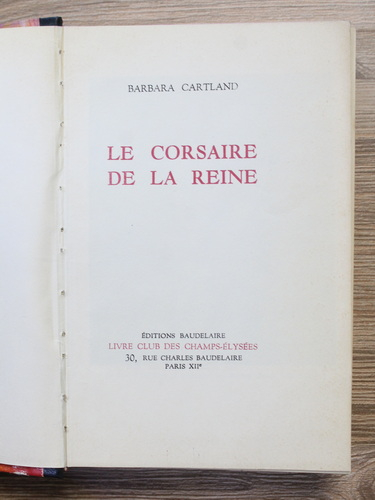 BARBARA CARTLAND
LE CORSAIRE
DE LA REINE
ÉDITIONS BAUDELAIRE
LIVRE CLUB DES CHAMPS-ÉLYSÉES
30, RUE CHARLES BAUDELAIRE
PARIS XIIᵉ